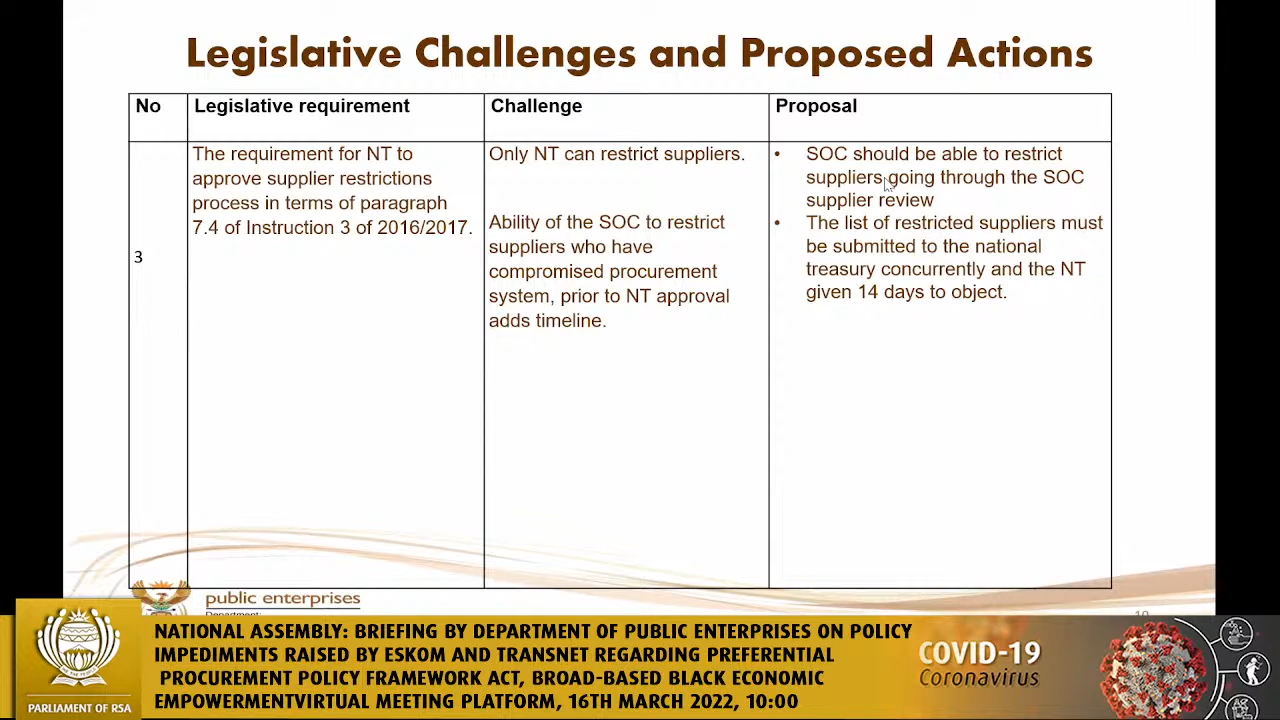 Legislative Challenges and Proposed Actions
No
Legislative requirement
Challenge
Proposal
3
The requirement for NT to
approve supplier restrictions
process in terms of paragraph
7.4 of Instruction 3 of 2016/2017.
Only NT can restrict suppliers.
Ability of the SOC to restrict
suppliers who have
compromised procurement
system, prior to NT approval
adds timeline.
• SOC should be able to restrict
suppliers going through the SOC
supplier review
• The list of restricted suppliers must
be submitted to the national
treasury concurrently and the NT
given 14 days to object.
public enterprises
Department:
PARLIAMENT OF RSA
NATIONAL ASSEMBLY: BRIEFING BY DEPARTMENT OF PUBLIC ENTERPRISES ON POLICY
IMPEDIMENTS RAISED BY ESKOM AND TRANSNET REGARDING PREFERENTIAL
PROCUREMENT POLICY FRAMEWORK ACT, BROAD-BASED BLACK ECONOMIC
EMPOWERMENTVIRTUAL MEETING PLATFORM, 16TH MARCH 2022, 10:00
COVID-19
Coronavirus